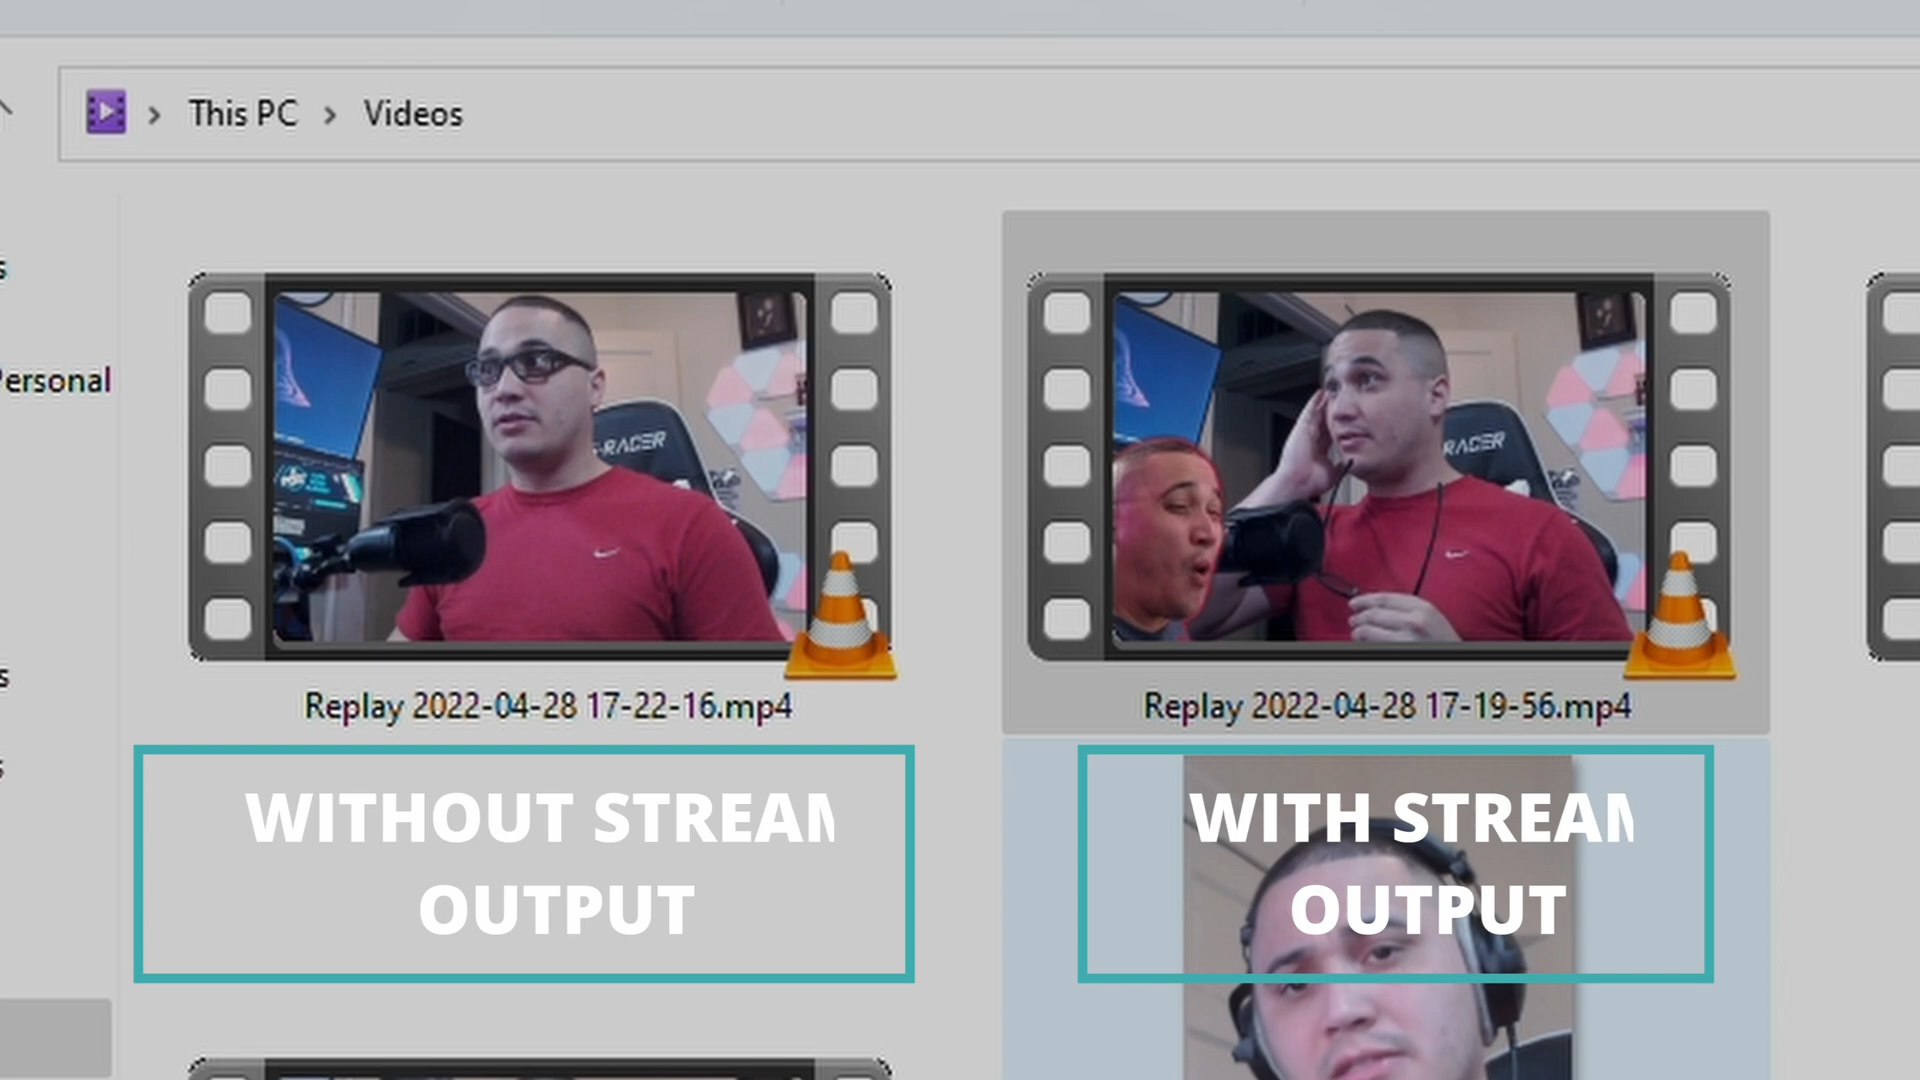 This PC > Videos
Personal
RACER
RACER
Replay 2022-04-28 17-22-16.mp4
Replay 2022-04-28 17-19-56.mp4
WITHOUT STREAM
OUTPUT
WITH STREAM
OUTPUT